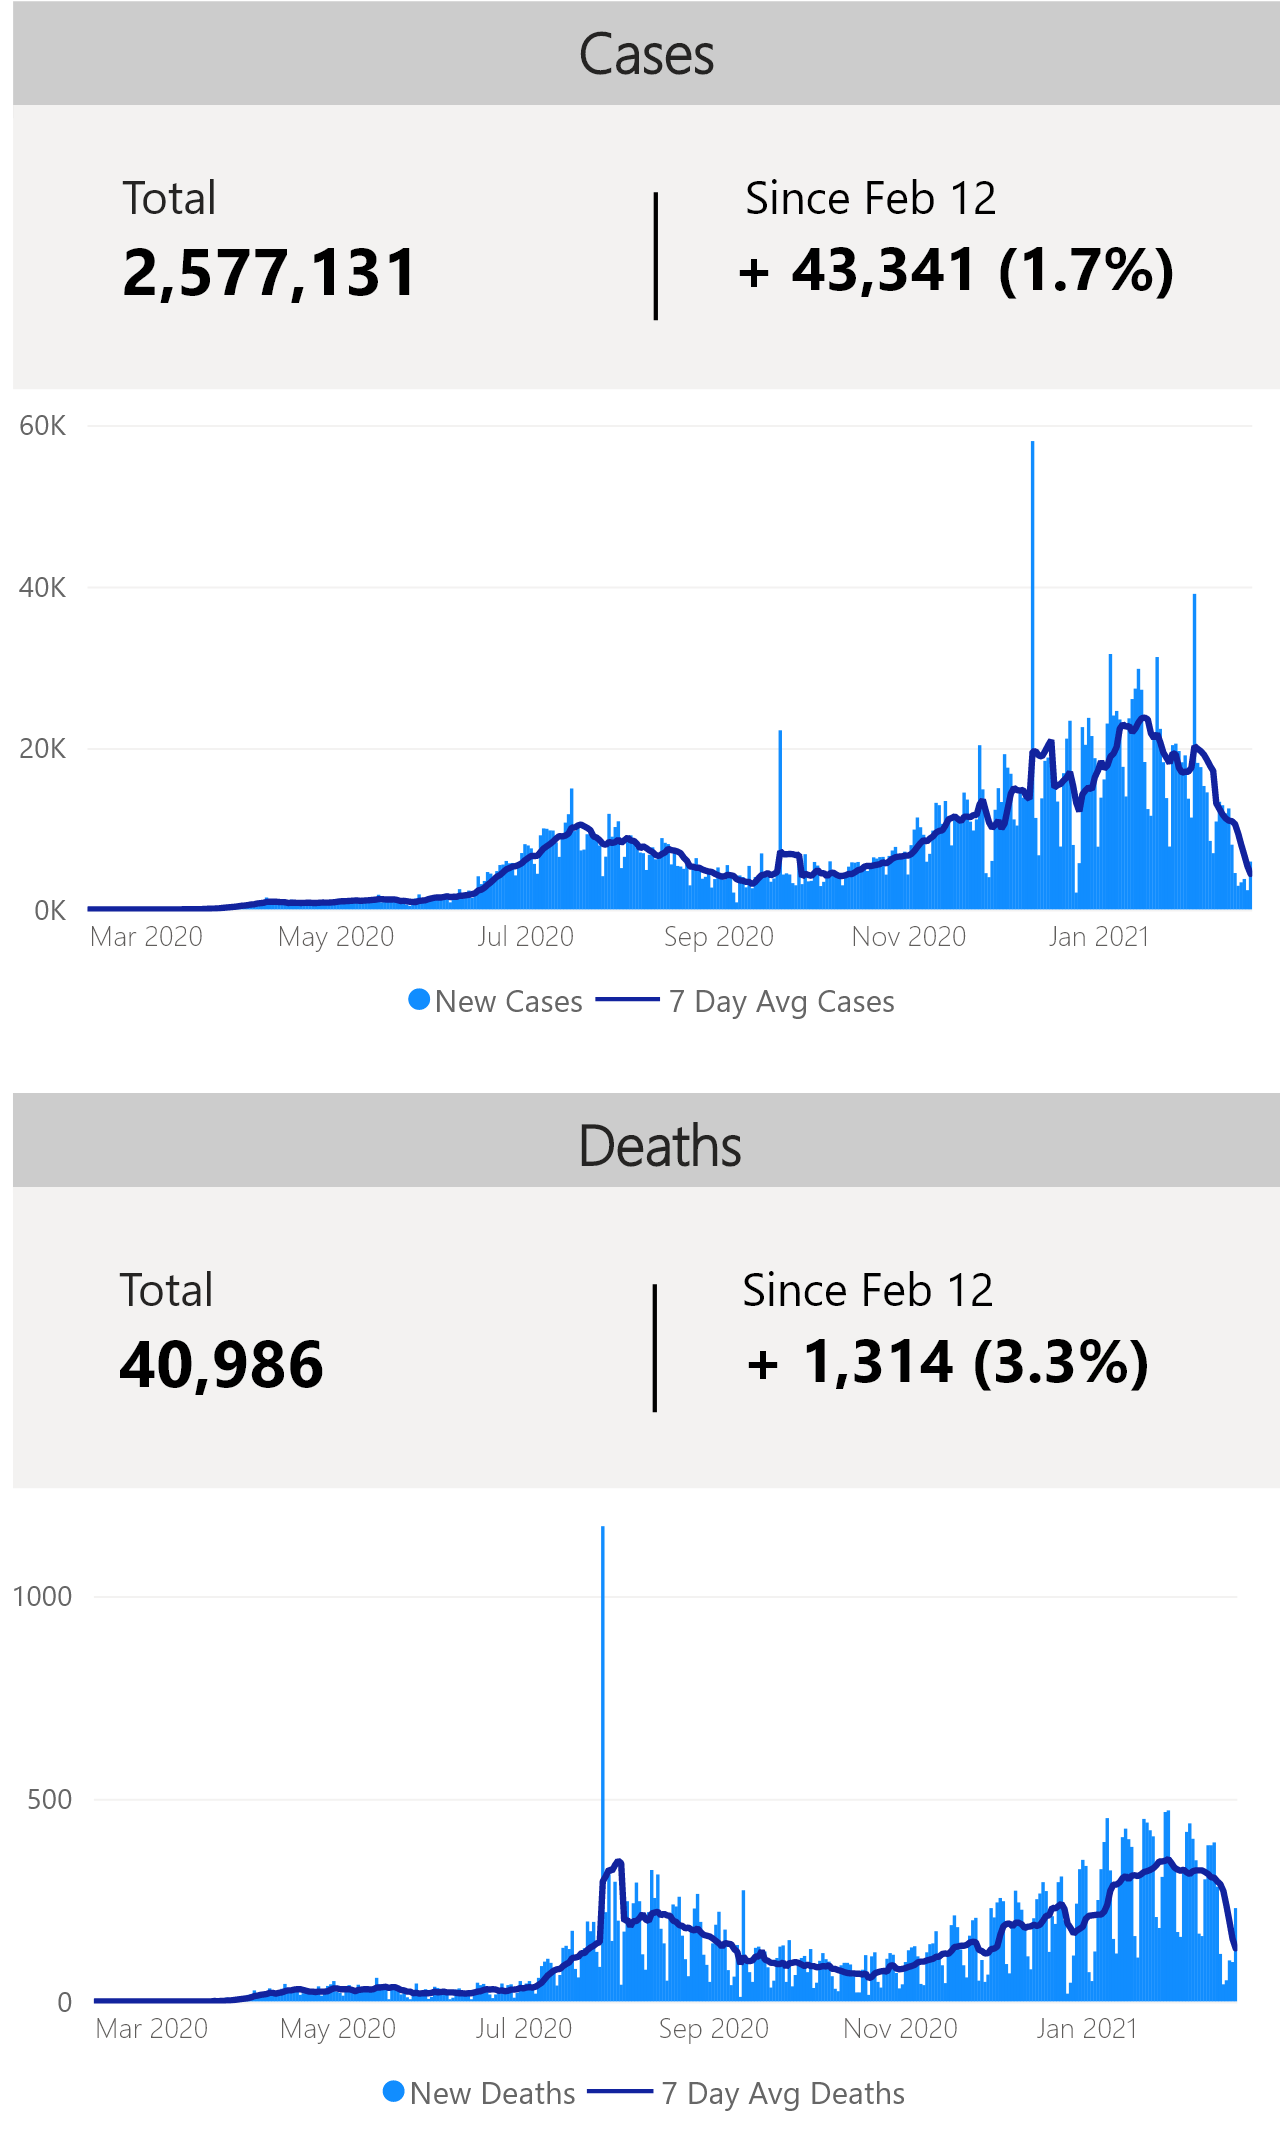 Cases
Total
Since Feb 12
2,577,131
+ 43,341 (1.7%)
60K
40K
20K
0K
Mar 2020 May 2020 Jul 2020 Sep 2020 Nov 2020 Jan 2021
New Cases 7 Day Avg Cases
Deaths
Total
Since Feb 12
40,986
+ 1,314 (3.3%)
1000
500
0
Mar 2020 May 2020 Jul 2020 Sep 2020 Nov 2020 Jan 2021
New Deaths 7 Day Avg Deaths